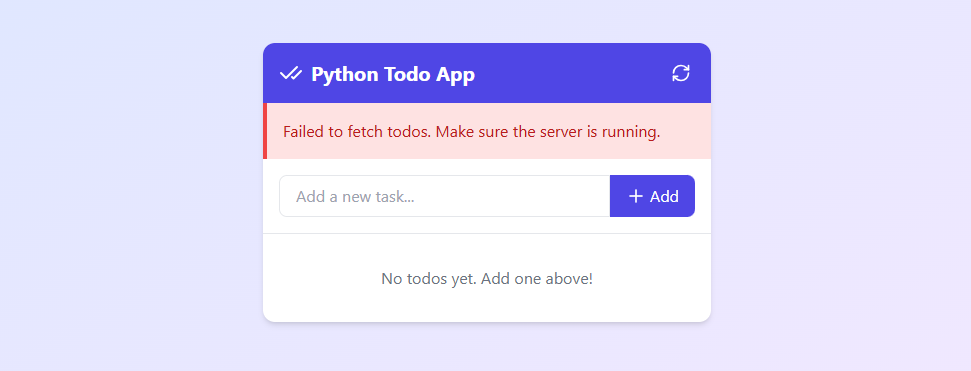 Python Todo App
Failed to fetch todos. Make sure the server is running.
Add a new task...
Add
No todos yet. Add one above!